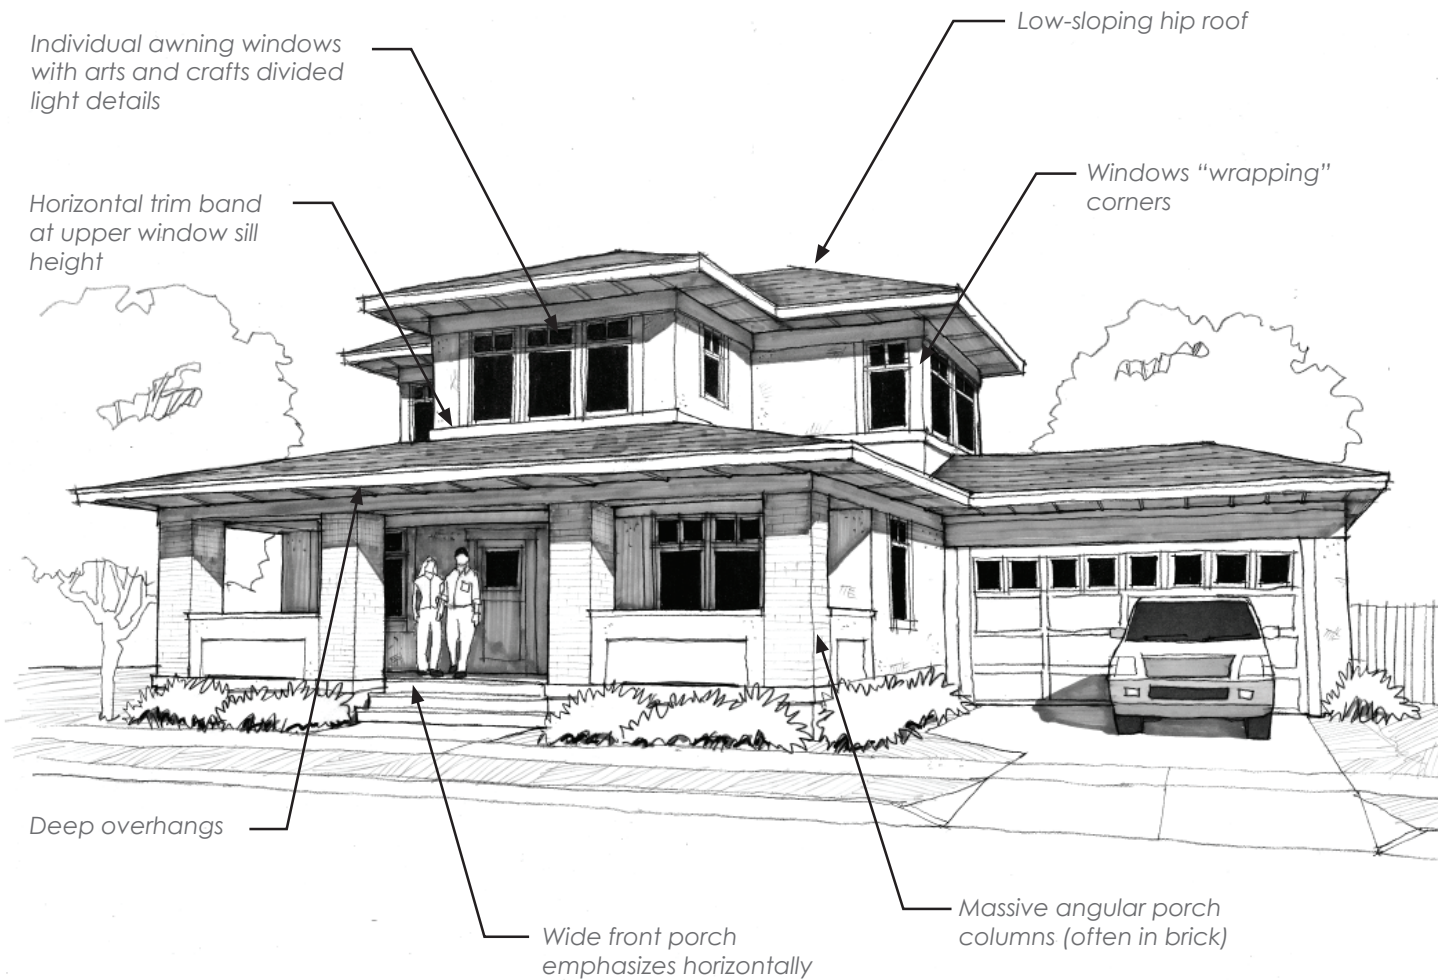 Individual awning windows
with arts and crafts divided
light details
Low-sloping hip roof
Windows “wrapping”
corners
Horizontal trim band
at upper window sill
height
Deep overhangs
Massive angular porch
columns (often in brick)
Wide front porch
emphasizes horizontally